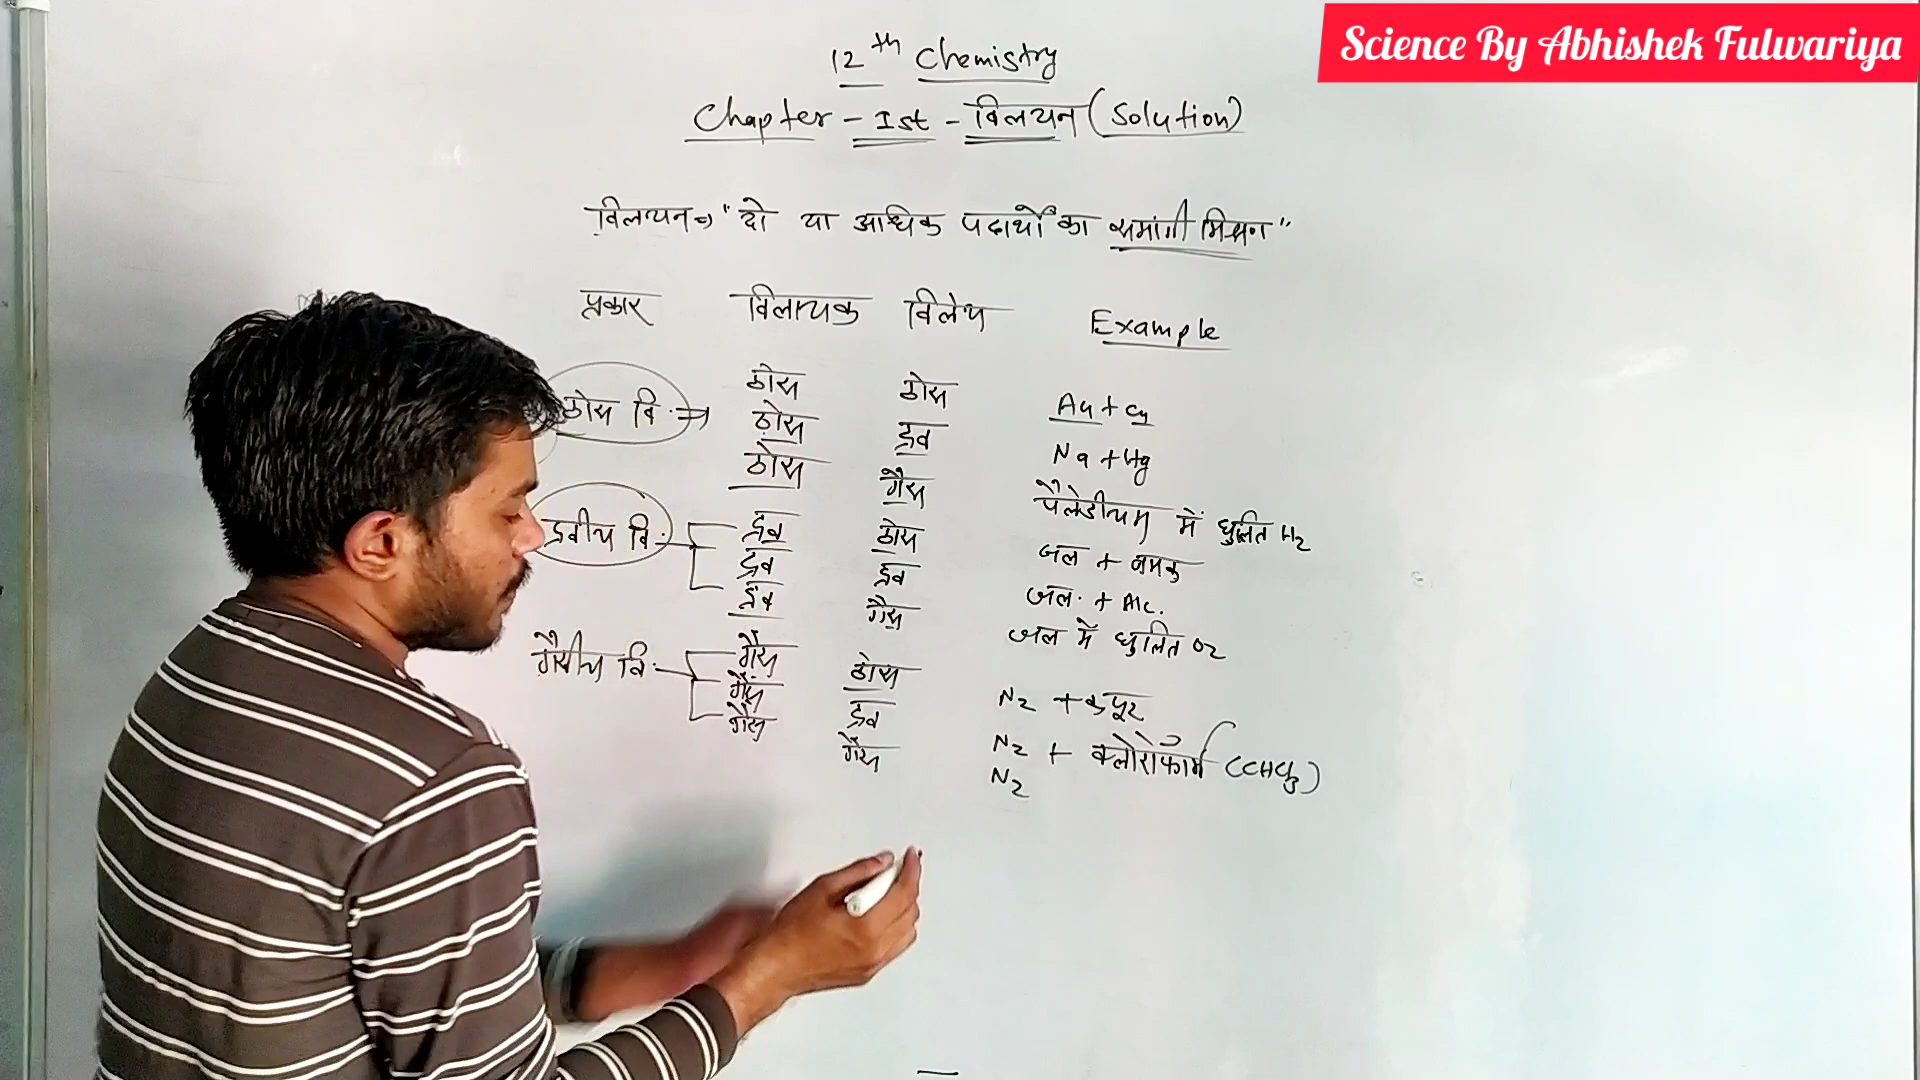 Science By Abhishek Fulwariya
12th Chemistry
Chapter - 1st - विलयन (Solution)
विलयन ⇒ "दो या अधिक पदार्थों का समांगी मिश्रण"
प्रकार विलायक विलेय Example
ठोस वि. → ठोस ठोस Au + Cu
ठोस द्रव Na + Hg
ठोस गैस पैलेडीयम में घुलित H2
द्रवीय वि. द्रव ठोस जल + नमक
द्रव द्रव जल. + Alc.
द्रव गैस जल में घुलित O2
गैसीय वि. गैस ठोस N2 + कपूर
गैस द्रव N2 + क्लोरोफॉर्म (CHCl3)
गैस गैस N2